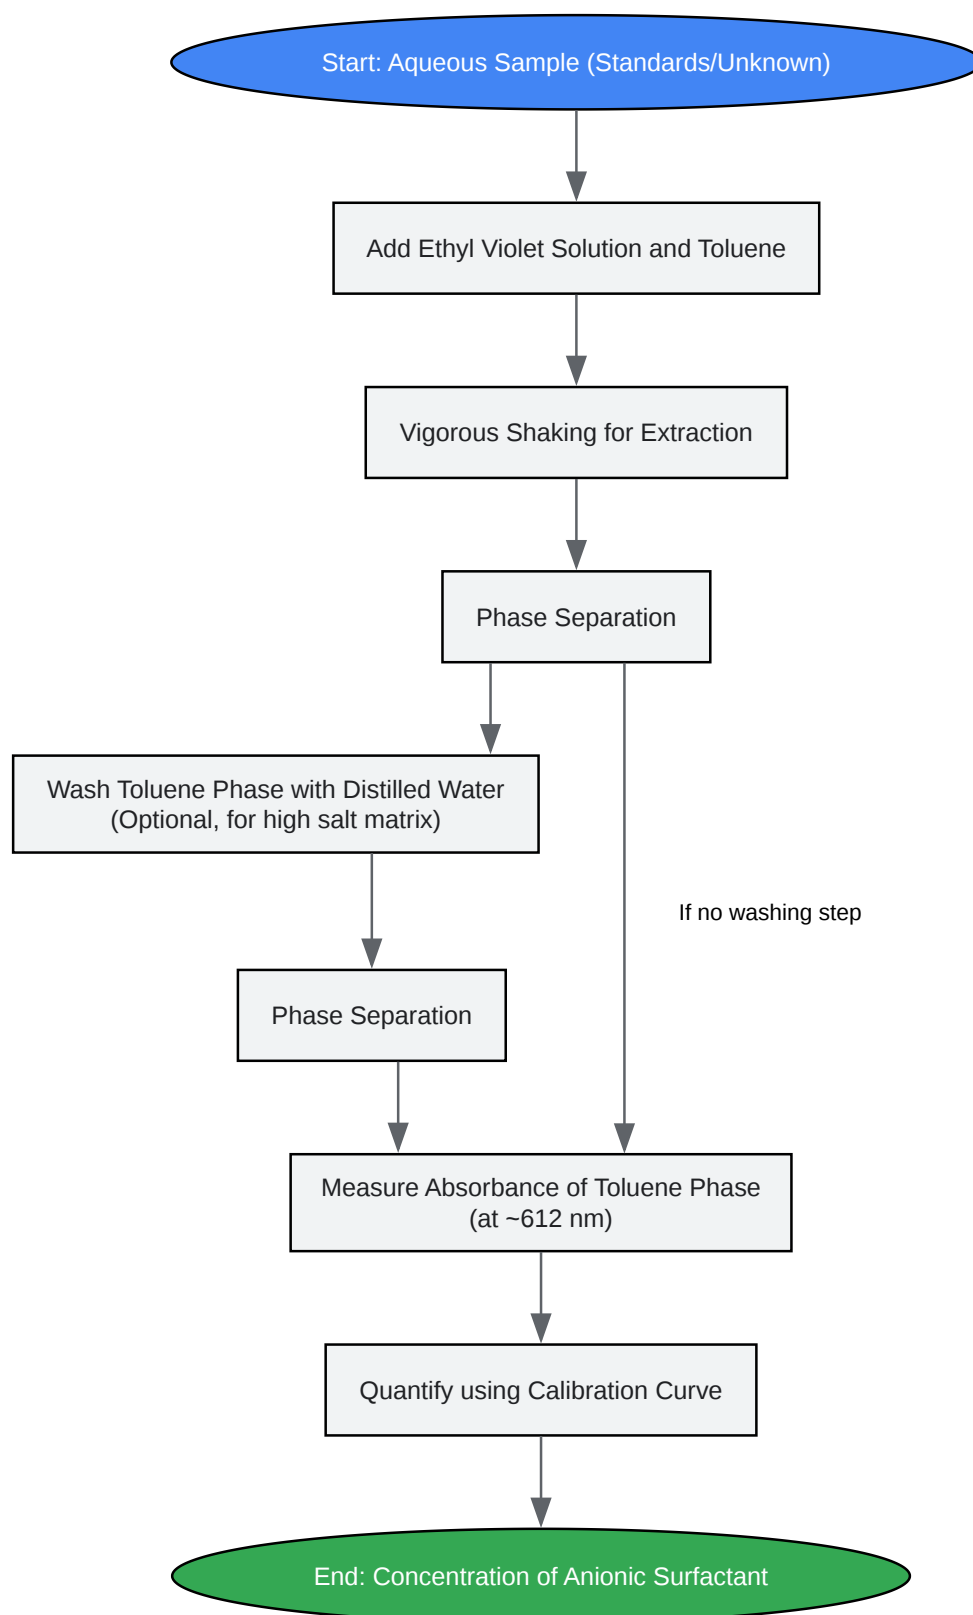 Start: Aqueous Sample (Standards/Unknown)
Add Ethyl Violet Solution and Toluene
Vigorous Shaking for Extraction
Phase Separation
Wash Toluene Phase with Distilled Water
(Optional, for high salt matrix)
If no washing step
Phase Separation
Measure Absorbance of Toluene Phase
(at ~612 nm)
Quantify using Calibration Curve
End: Concentration of Anionic Surfactant